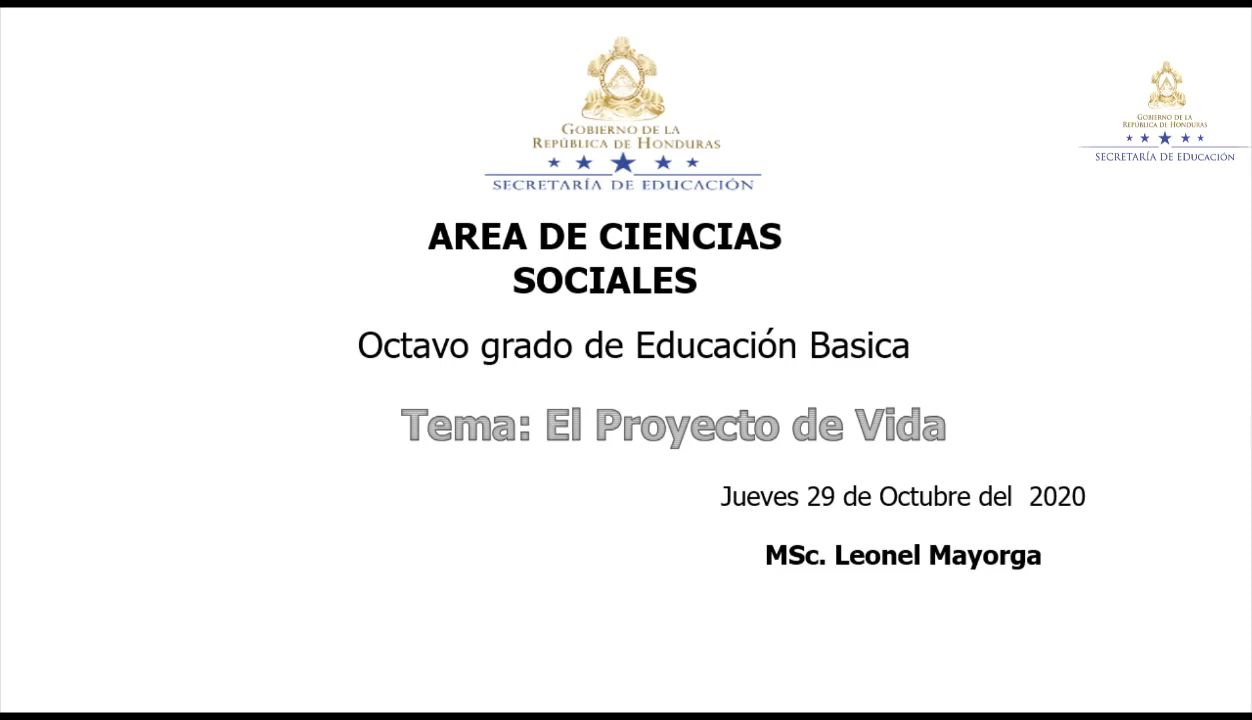 GOBIERNO DE LA
REPÚBLICA DE HONDURAS
SECRETARÍA DE EDUCACIÓN
GOBIERNO DE LA
REPÚBLICA DE HONDURAS
SECRETARÍA DE EDUCACIÓN
AREA DE CIENCIAS
SOCIALES
Octavo grado de Educación Basica
Tema: El Proyecto de Vida
Jueves 29 de Octubre del 2020
MSc. Leonel Mayorga